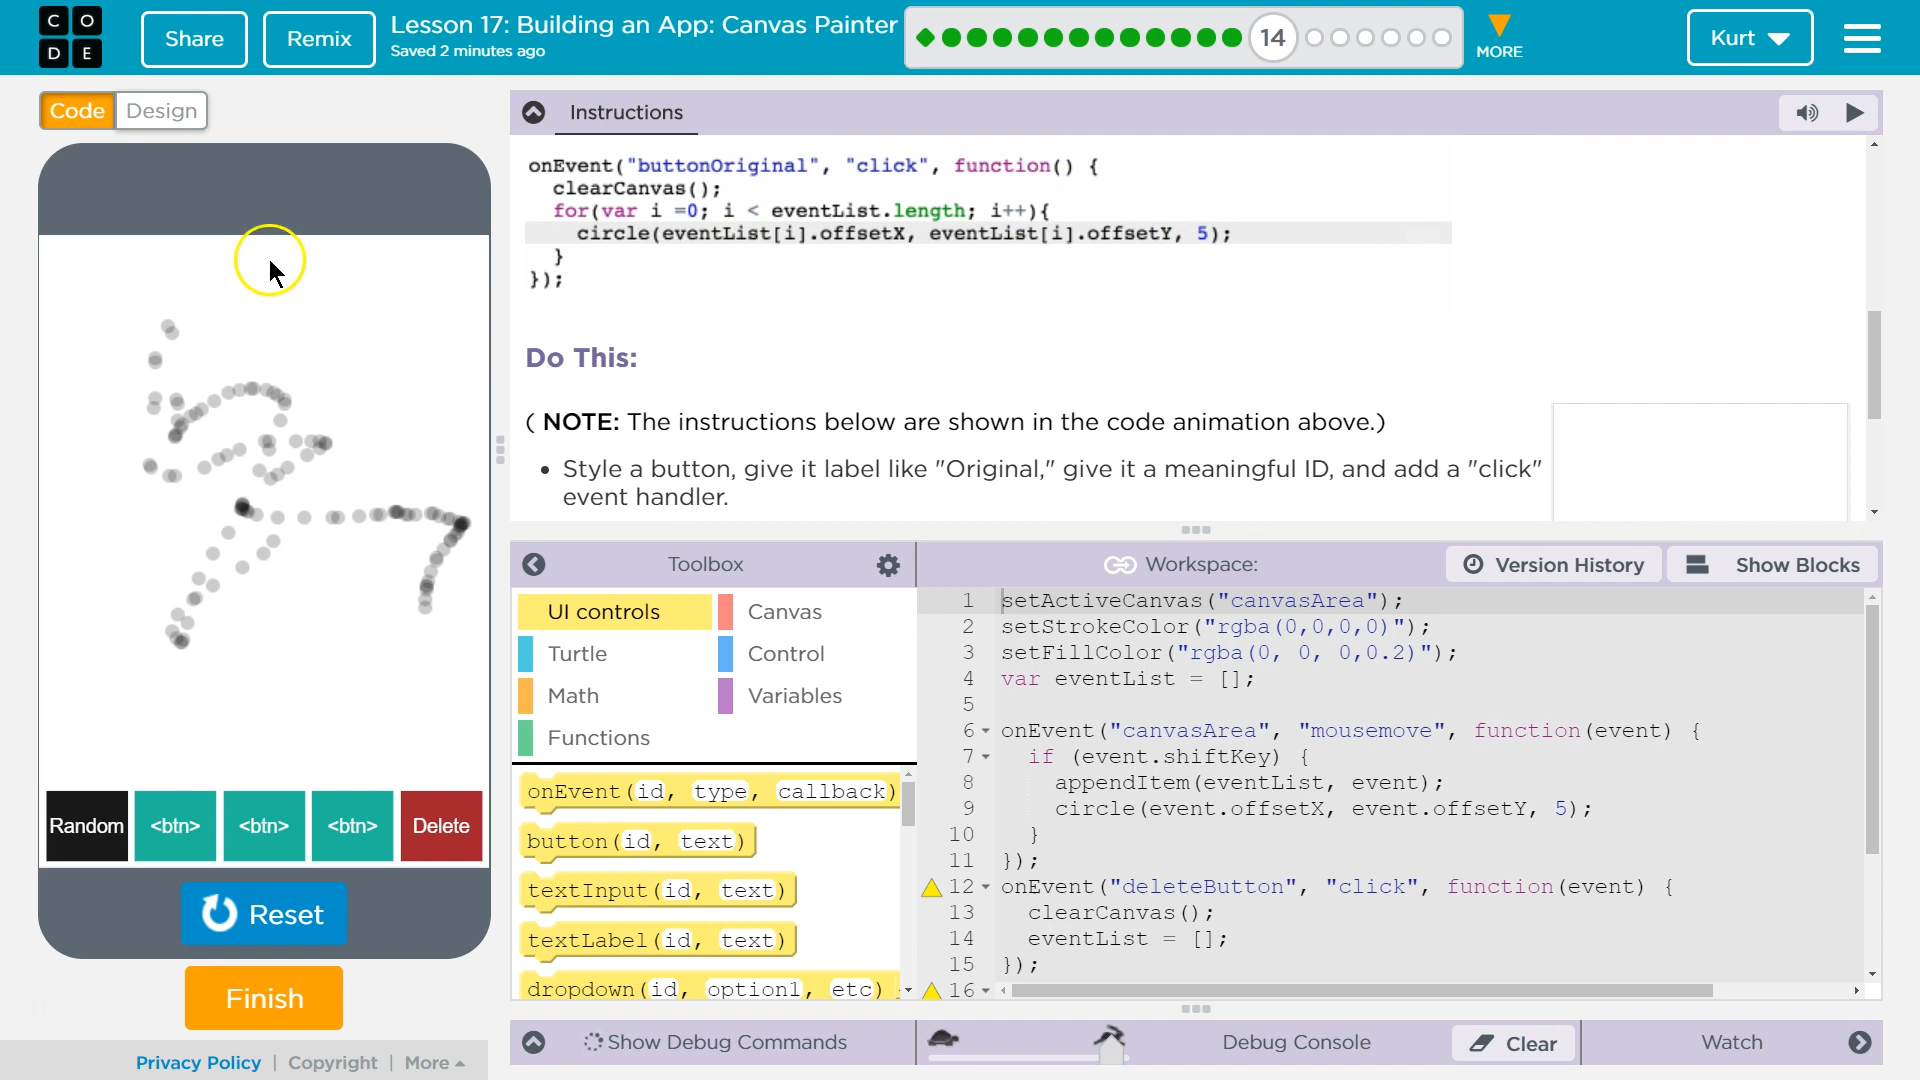 CODE
Share
Remix
Lesson 17: Building an App: Canvas Painter
Saved 2 minutes ago
14
MORE
Kurt
Code
Design
Instructions
onEvent("buttonOriginal", "click", function() {
clearCanvas();
for(var i =0; i < eventList.length; i++){
circle(eventList[i].offsetX, eventList[i].offsetY, 5);
}
});
Do This:
( NOTE: The instructions below are shown in the code animation above.)
• Style a button, give it label like "Original," give it a meaningful ID, and add a "click"
event handler.
Random
<btn>
<btn>
<btn>
Delete
Reset
Finish
Privacy Policy | Copyright | More
Toolbox
UI controls
Canvas
Turtle
Control
Math
Variables
Functions
onEvent(id, type, callback)
button(id, text)
textInput(id, text)
textLabel(id, text)
dropdown(id, option1, etc)
Workspace:
Version History
Show Blocks
1 setActiveCanvas("canvasArea");
2 setStrokeColor("rgba(0,0,0,0)");
3 setFillColor("rgba(0, 0, 0,0.2)");
4 var eventList = [];
5
6 onEvent("canvasArea", "mousemove", function(event) {
7 if (event.shiftKey) {
8 appendItem(eventList, event);
9 circle(event.offsetX, event.offsetY, 5);
10 }
11 });
12 onEvent("deleteButton", "click", function(event) {
13 clearCanvas();
14 eventList = [];
15 });
16
Show Debug Commands
Debug Console
Clear
Watch